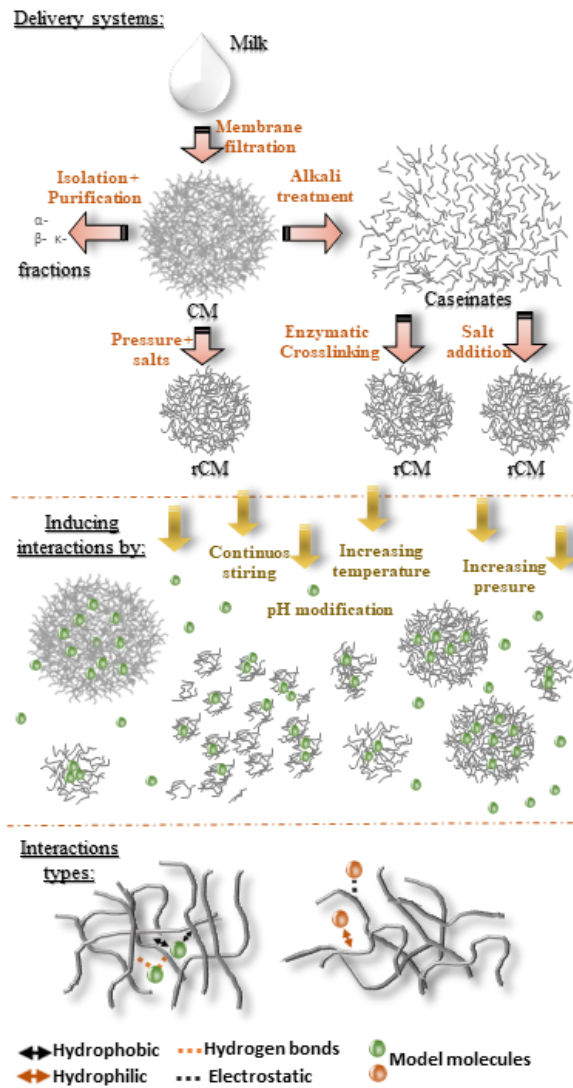 Delivery systems:
Milk
Membrane
filtration
Isolation+
Purification
Alkali
treatment
α-
β- κ-
fractions
CM
Caseinates
Pressure+
salts
Enzymatic
Crosslinking
Salt
addition
rCM
rCM
rCM
Inducing
interactions by:
Continuos
stiring
Increasing
temperature
Increasing
presure
pH modification
Interactions
types:
Hydrophobic
Hydrogen bonds
Model molecules
Hydrophilic
Electrostatic